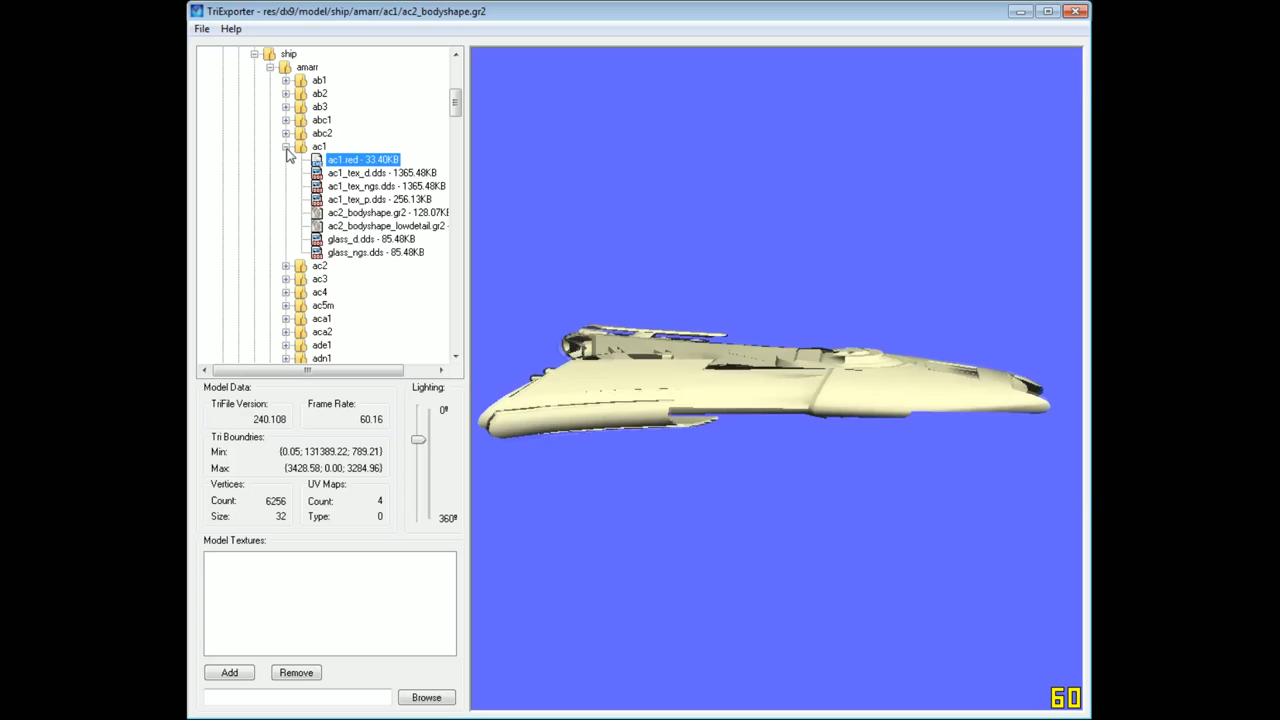 TriExporter - res/dx9/model/ship/amarr/ac1/ac2_bodyshape.gr2
File Help
ship
amarr
ab1
ab2
ab3
abc1
abc2
ac1
ac1.red - 33.40KB
ac1_tex_d.dds - 1365.48KB
ac1_tex_ngs.dds - 1365.48KB
ac1_tex_p.dds - 256.13KB
ac2_bodyshape.gr2 - 128.07KB
ac2_bodyshape_lowdetail.gr2 -
glass_d.dds - 85.48KB
glass_ngs.dds - 85.48KB
ac2
ac3
ac4
ac5m
aca1
aca2
ade1
adn1
Model Data:
Lighting:
TriFile Version:
240.108
Frame Rate:
60.16
0º
Tri Boundries:
Min: {0.05; 131389.22; 789.21}
Max: {3428.58; 0.00; 3284.96}
Vertices:
Count: 6256
Size: 32
UV Maps:
Count: 4
Type: 0
360º
Model Textures:
Add Remove
Browse
60